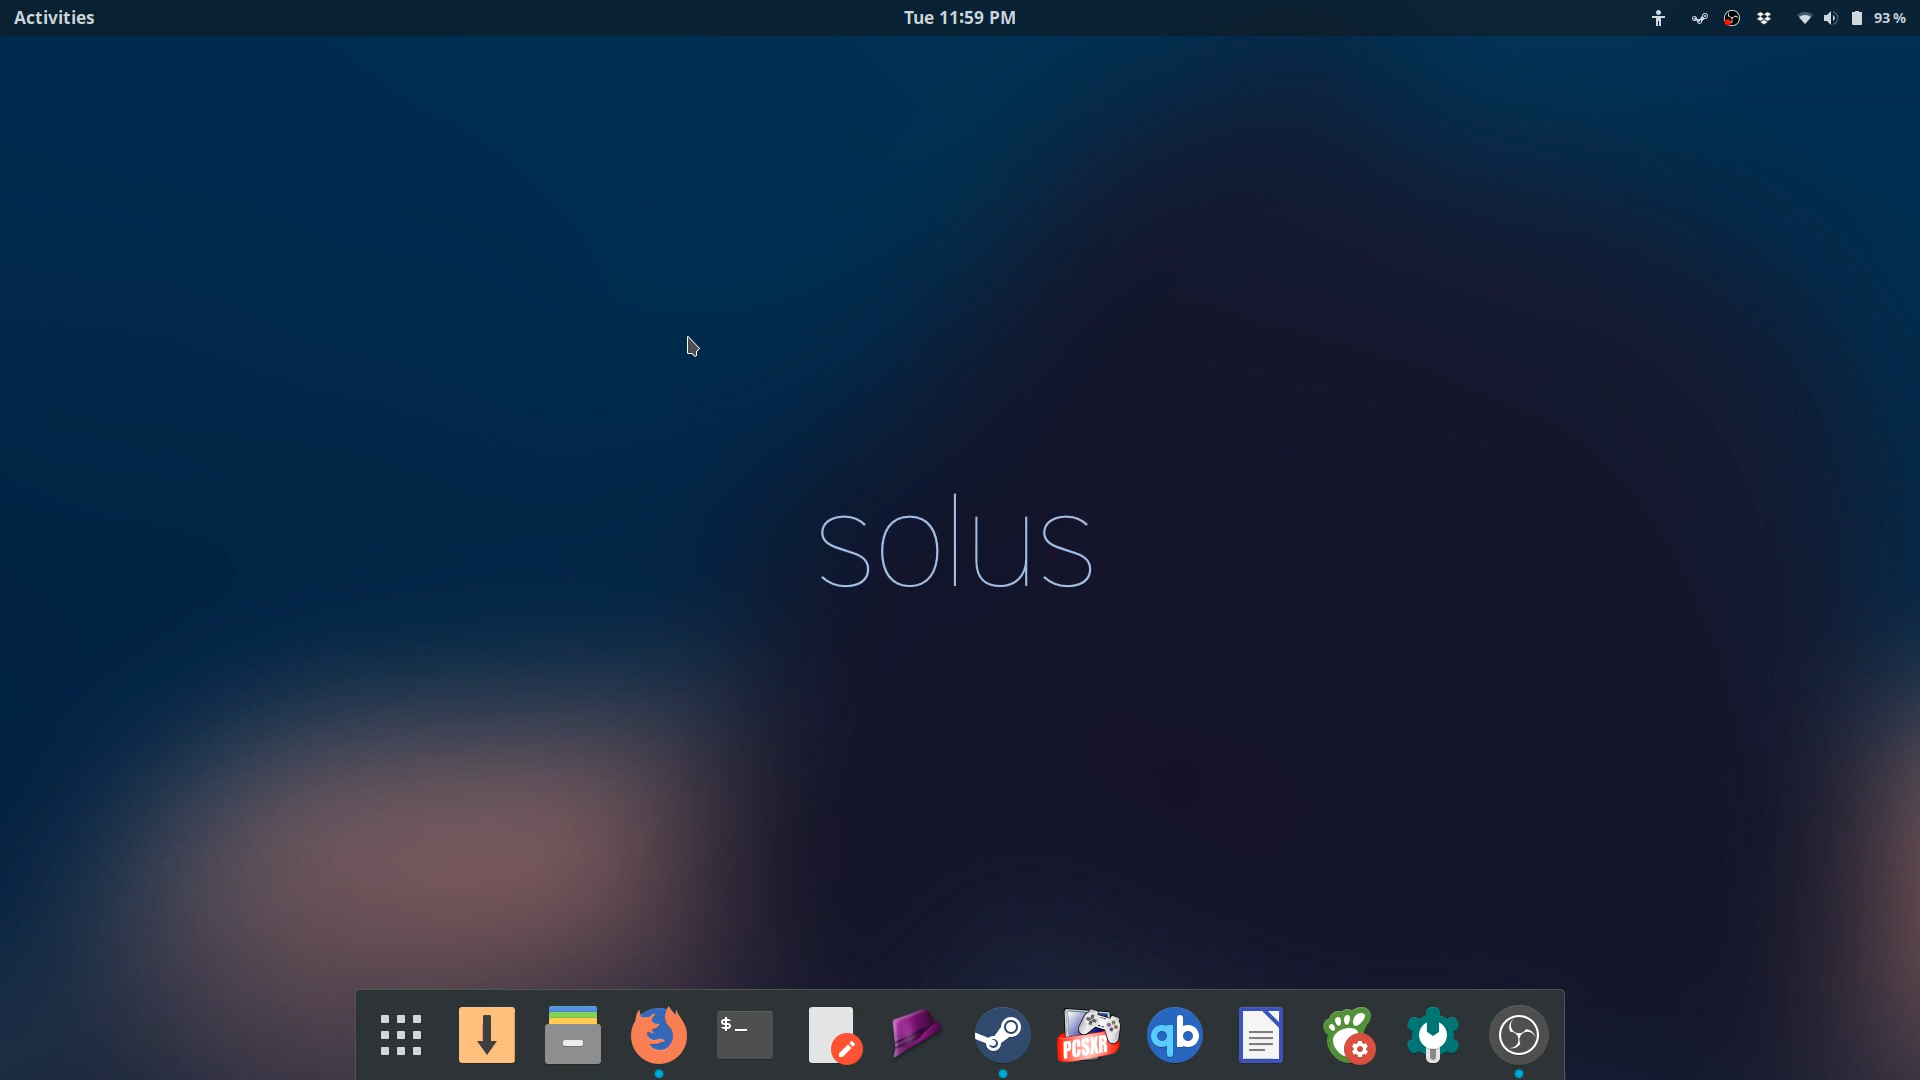 Activities
Tue 11:59 PM
93 %
solus
$_
PCSXR
qb